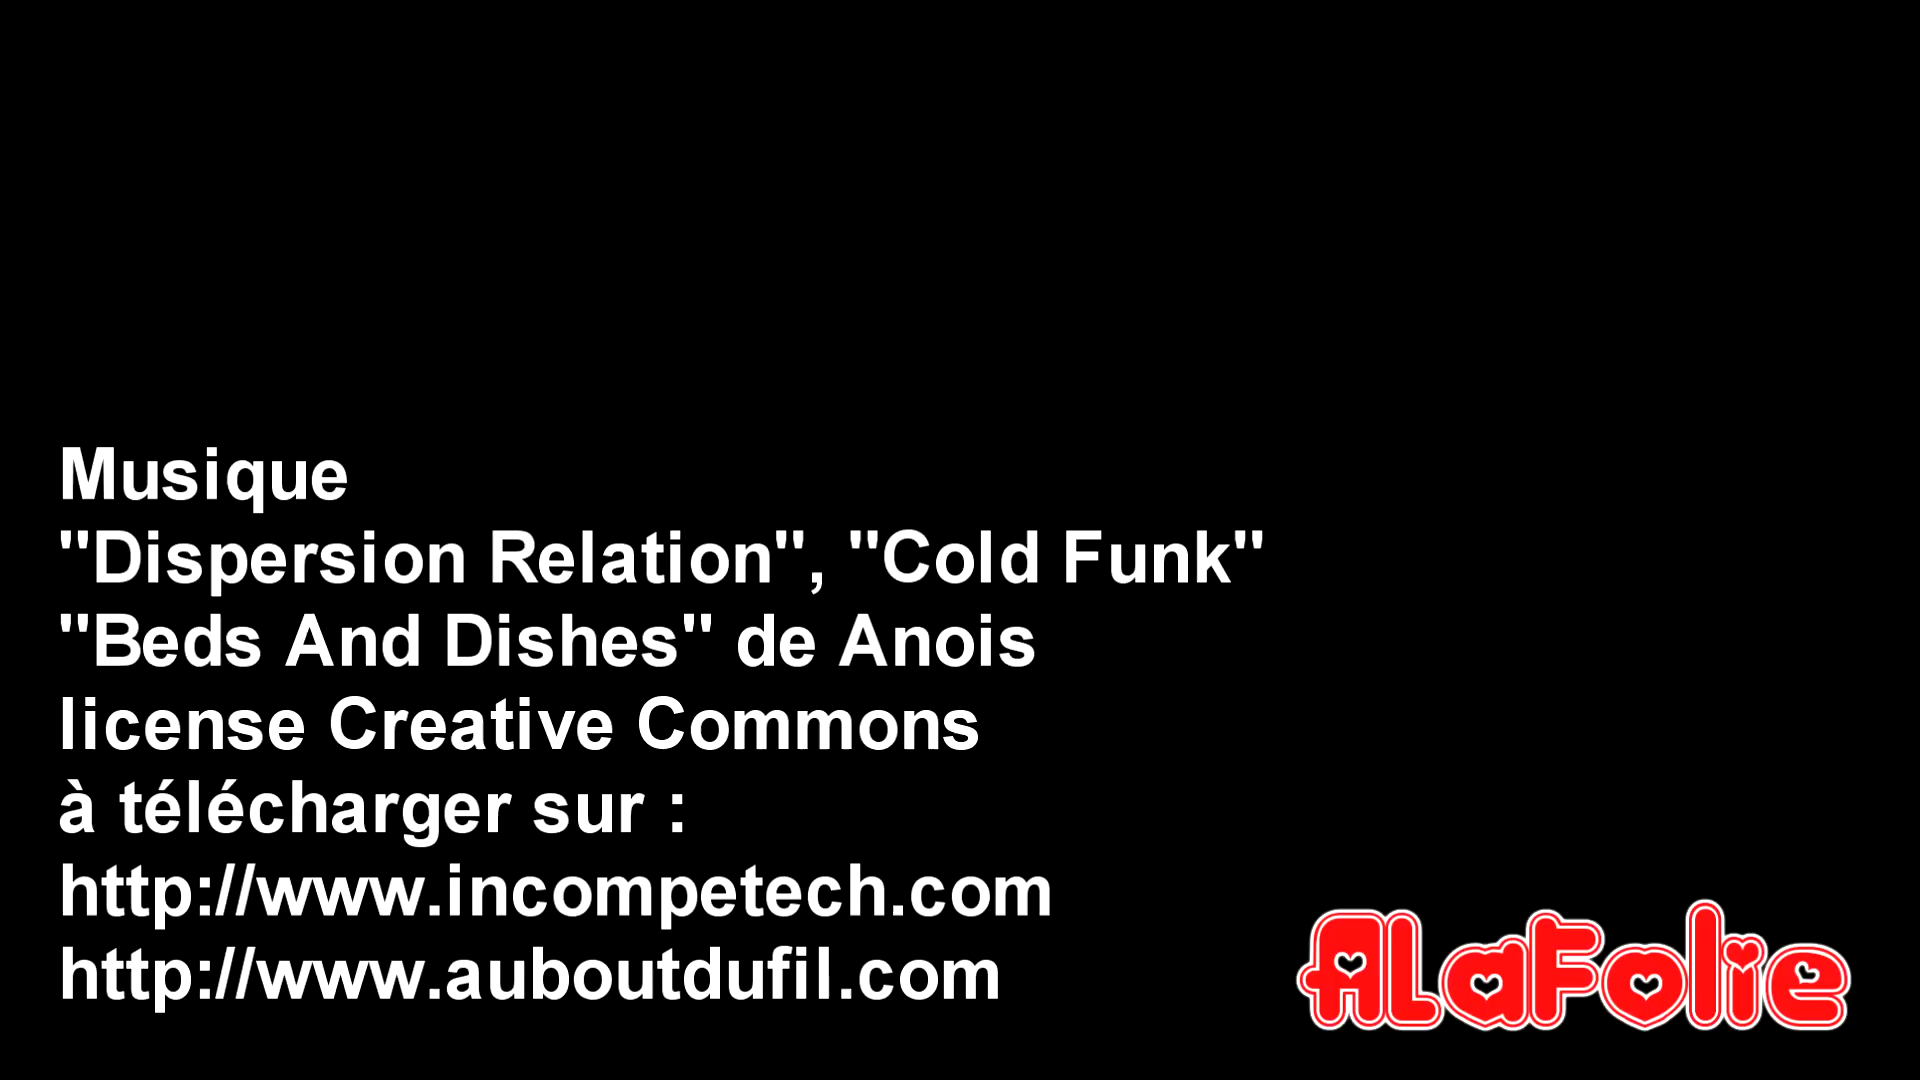 Musique
"Dispersion Relation", "Cold Funk"
"Beds And Dishes" de Anois
license Creative Commons
à télécharger sur :
http://www.incompetech.com
http://www.auboutdufil.com
ALaFolie